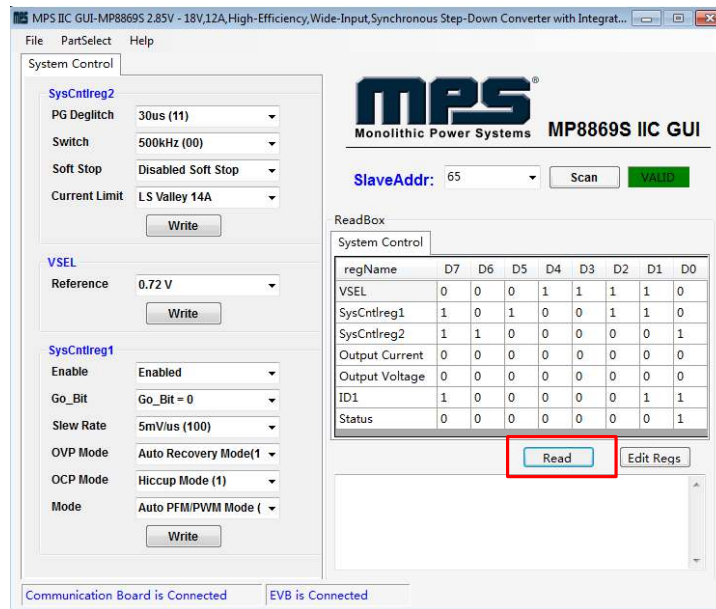 MPS IIC GUI-MP8869S 2.85V - 18V,12A,High-Efficiency,Wide-Input,Synchronous Step-Down Converter with Integrat...
File PartSelect Help
System Control
SysCntlreg2
PG Deglitch 30us (11)
Switch 500kHz (00)
Soft Stop Disabled Soft Stop
Current Limit LS Valley 14A
Write
VSEL
Reference 0.72 V
Write
SysCntlreg1
Enable Enabled
Go_Bit Go_Bit = 0
Slew Rate 5mV/us (100)
OVP Mode Auto Recovery Mode(1
OCP Mode Hiccup Mode (1)
Mode Auto PFM/PWM Mode (
Write
mps®
Monolithic Power Systems MP8869S IIC GUI
SlaveAddr: 65 Scan VALID
ReadBox
System Control
regName D7 D6 D5 D4 D3 D2 D1 D0
VSEL 0 0 0 1 1 1 1 0
SysCntlreg1 1 0 1 0 0 1 1 0
SysCntlreg2 1 1 0 0 0 0 0 1
Output Current 0 0 0 0 0 0 0 0
Output Voltage 0 0 0 0 0 0 0 0
ID1 1 0 0 0 0 0 1 1
Status 0 0 0 0 0 0 0 1
Read Edit Regs
Communication Board is Connected EVB is Connected